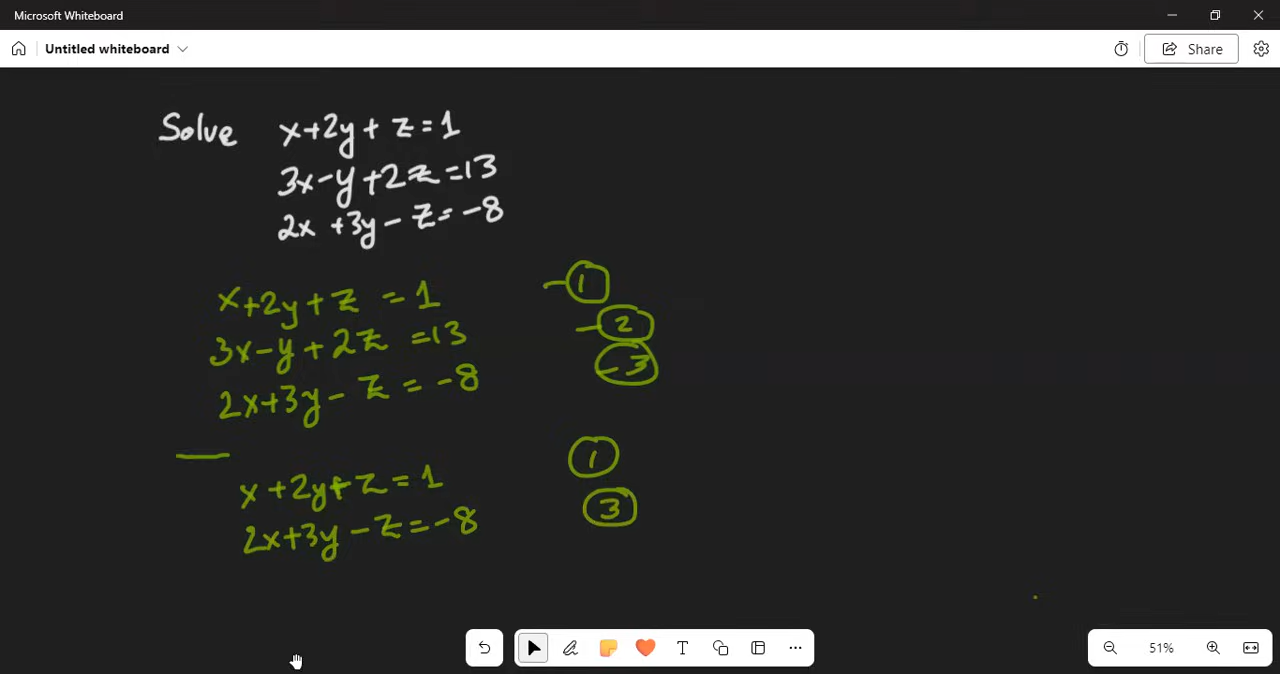 Microsoft Whiteboard
Untitled whiteboard
Share
Solve x+2y+z=1
3x-y+2z=13
2x+3y-z=-8
x+2y+z=1 -1
3x-y+2z=13 -2
2x+3y-z=-8 -3
x+2y+z=1 1
2x+3y-z=-8 3
T
51%